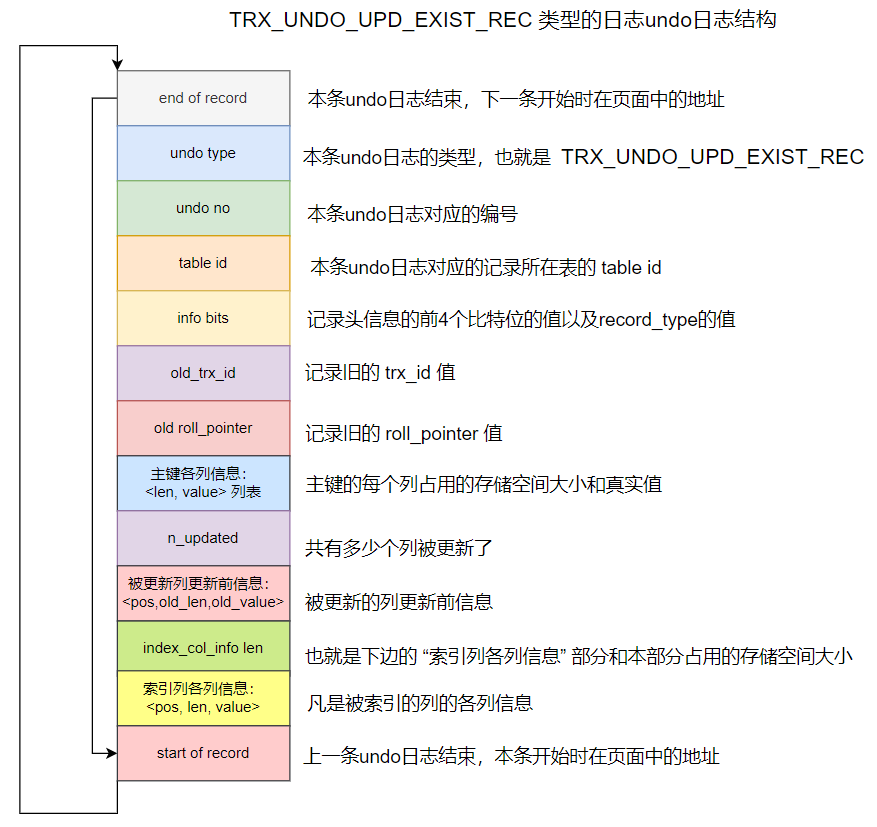 TRX_UNDO_UPD_EXIST_REC 类型的日志undo日志结构
end of record
本条undo日志结束，下一条开始时在页面中的地址
undo type
本条undo日志的类型，也就是 TRX_UNDO_UPD_EXIST_REC
undo no
本条undo日志对应的编号
table id
本条undo日志对应的记录所在表的 table id
info bits
记录头信息的前4个比特位的值以及record_type的值
old_trx_id
记录旧的 trx_id 值
old roll_pointer
记录旧的 roll_pointer 值
主键各列信息：
<len, value> 列表
主键的每个列占用的存储空间大小和真实值
n_updated
共有多少个列被更新了
被更新列更新前信息：
<pos,old_len,old_value>
被更新的列更新前信息
index_col_info len
也就是下边的 “索引列各列信息” 部分和本部分占用的存储空间大小
索引列各列信息：
<pos, len, value>
凡是被索引的列的各列信息
start of record
上一条undo日志结束，本条开始时在页面中的地址